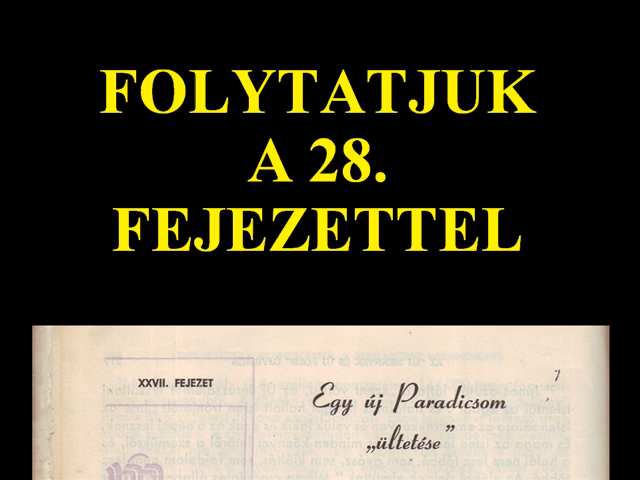 FOLYTATJUK
A 28.
FEJEZETTEL
XXVII. FEJEZET
Egy új Paradicsom
„ültetése”